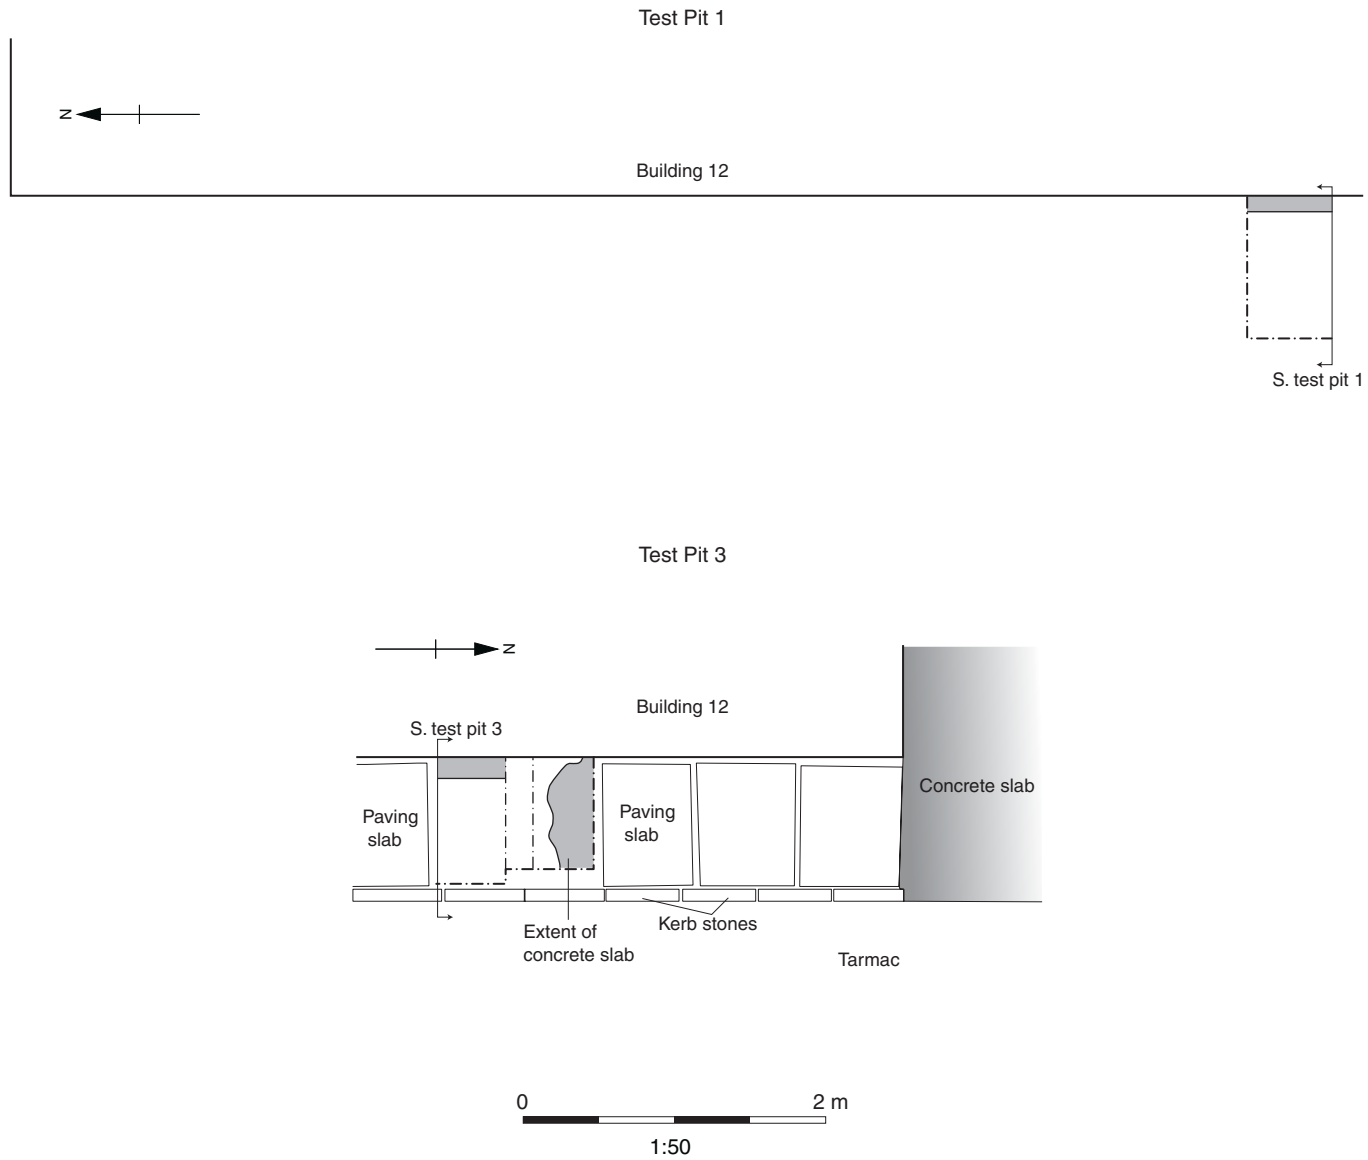 Test Pit 1
N
Building 12
S. test pit 1
Test Pit 3
N
Building 12
S. test pit 3
Concrete slab
Paving
slab
Paving
slab
Extent of
concrete slab
Kerb stones
Tarmac
0 2 m
1:50